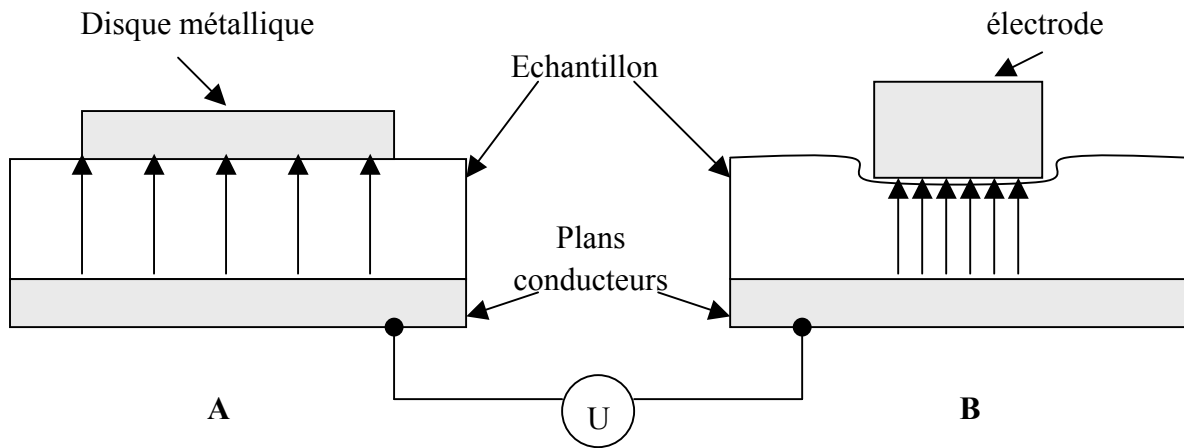 Disque métallique
électrode
Echantillon
Plans
conducteurs
A
U
B